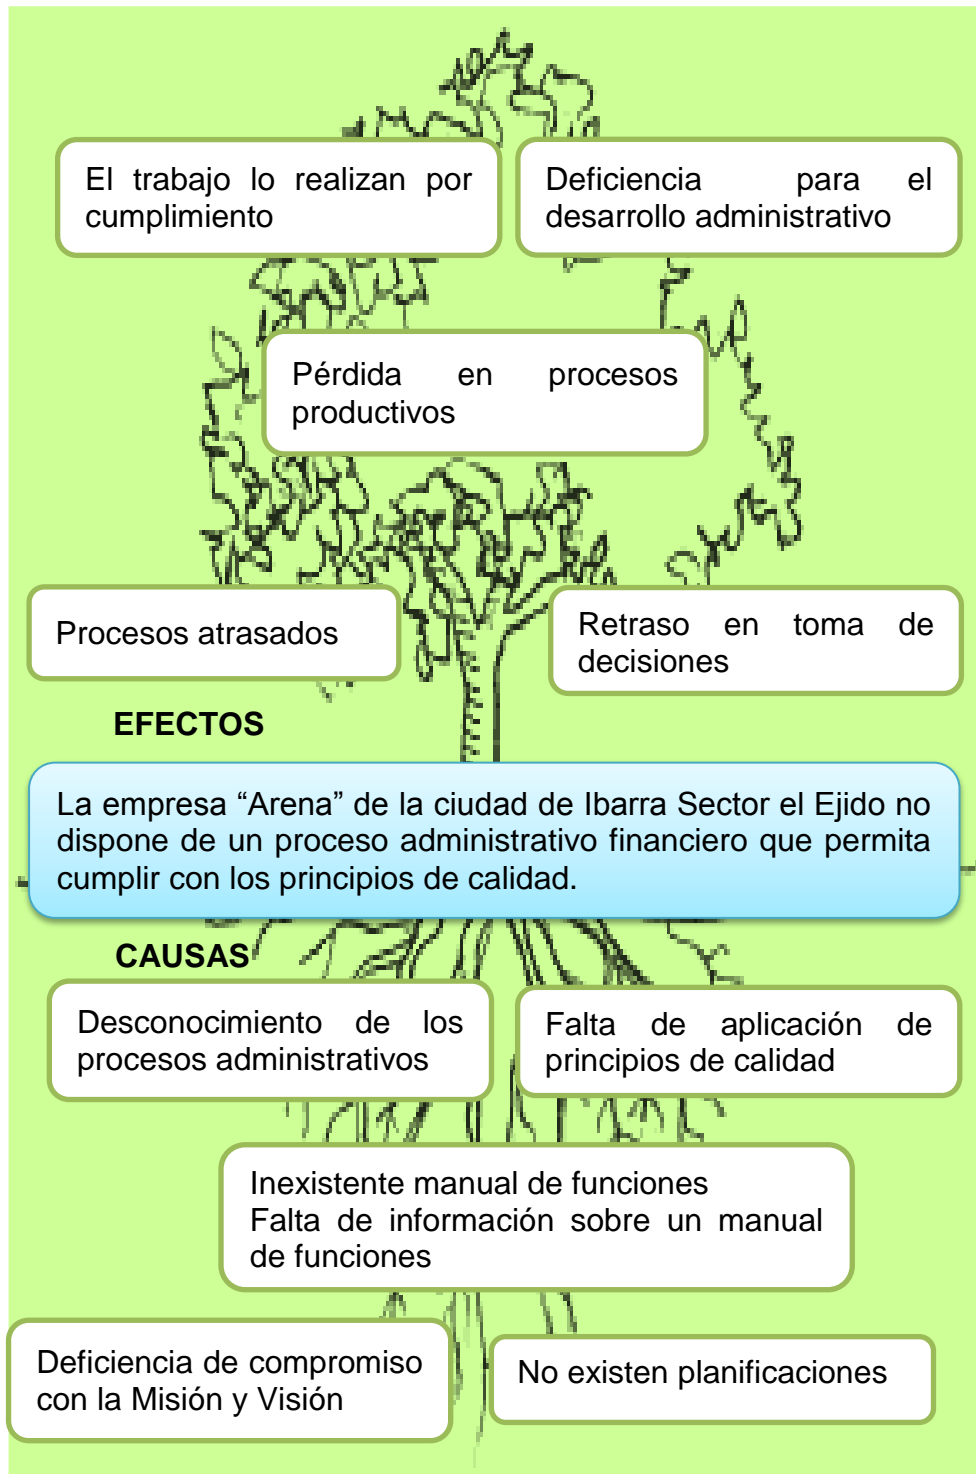 El trabajo lo realizan por
cumplimiento
Deficiencia para el
desarrollo administrativo
Pérdida en procesos
productivos
Procesos atrasados
Retraso en toma de
decisiones
EFECTOS
La empresa “Arena” de la ciudad de Ibarra Sector el Ejido no
dispone de un proceso administrativo financiero que permita
cumplir con los principios de calidad.
CAUSAS
Desconocimiento de los
procesos administrativos
Falta de aplicación de
principios de calidad
Inexistente manual de funciones
Falta de información sobre un manual
de funciones
Deficiencia de compromiso
con la Misión y Visión
No existen planificaciones